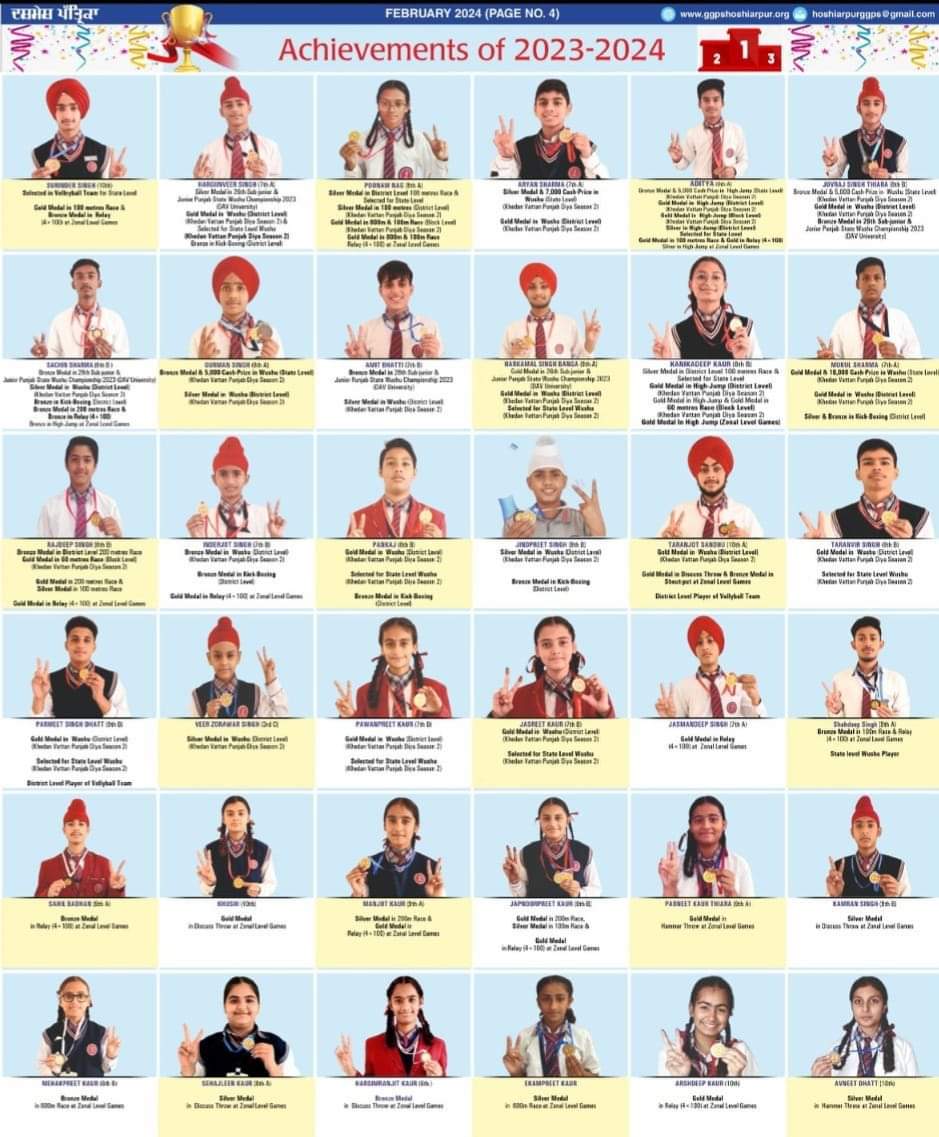 ਦਸਮੇਸ਼ ਪੱਤ੍ਰਿਕਾ
FEBRUARY 2024 (PAGE NO. 4)
www.ggpshoshiarpur.org
hoshiarpurggps@gmail.com
Achievements of 2023-2024
2 1 3
SURINDER SINGH (10th)
Selected in Vollyball Team for State Level
Gold Medal in 100 metres Race &
Bronze Medal in Relay
(4×100) at Zonal Level Games
HARGUNVEER SINGH (7th A)
Silver Medal in 26th Sub-junior &
Junior Punjab State Wushu Championship 2023
(DAV University)
Gold Medal in Wushu (District Level)
(Khedan Vattan Punjab Diya Season 2) &
Selected for State Level Wushu
(Khedan Vattan Punjab Diya Season 2)
Bronze in Kick-Boxing (District Level)
POONAM NAG (8th A)
Silver Medal in District Level 100 metres Race &
Selected for State Level
Silver Medal in 100 metres (District Level)
(Khedan Vattan Punjab Diya Season 2)
Gold Medal in 800m & 100m Race (Block Level)
(Khedan Vattan Punjab Diya Season 2)
Gold Medal in 800m & 100m Race
Relay (4×100) at Zonal Level Games
ARYAN SHARMA (7th A)
Silver Medal & 7,000 Cash-Prize in
Wushu (State Level)
(Khedan Vattan Punjab Diya Season 2)
Gold Medal in Wushu (District Level)
(Khedan Vattan Punjab Diya Season 2)
ADITYA
Bronze Medal & 5,000 Cash-Prize in High Jump (State Level)
(Khedan Vattan Punjab Diya Season 2)
Gold Medal in High Jump (District Level)
(Khedan Vattan Punjab Diya Season 2)
Gold Medal in High Jump (Block Level)
(Khedan Vattan Punjab Diya Season 2)
Silver in High Jump (District Level)
Selected for State Level
Gold Medal in 100 metres Race & Gold in Relay (4×100)
Silver in High Jump at Zonal Level Games
JUVRAJ SINGH THIARA (8th B)
Bronze Medal & 5,000 Cash Prize in Wushu (State Level)
(Khedan Vattan Punjab Diya Season 2)
Gold Medal in Wushu (District Level)
(Khedan Vattan Punjab Diya Season 2)
Bronze Medal in 26th Sub-junior &
Junior Punjab State Wushu Championship 2023
(DAV University)
SACHIN SHARMA
Bronze Medal in 26th Sub-junior &
Junior Punjab State Wushu Championship 2023 (DAV University)
Silver Medal in Wushu (District Level)
(Khedan Vattan Punjab Diya Season 2)
Bronze in Kick-Boxing (District Level)
Bronze Medal in 200 metres Race &
Bronze in Relay (4×100)
Bronze in High Jump at Zonal Level Games
GURMAN SINGH (6th A)
Bronze Medal & 5,000 Cash-Prize in Wushu (State Level)
(Khedan Vattan Punjab Diya Season 2)
Silver Medal in Wushu (District Level)
(Khedan Vattan Punjab Diya Season 2)
AMIT BHATTI (7th B)
Bronze Medal in 26th Sub-junior &
Junior Punjab State Wushu Championship 2023
(DAV University)
Silver Medal in Wushu (District Level)
(Khedan Vattan Punjab Diya Season 2)
HARKAMAL SINGH BANGA
Gold Medal in 26th Sub-junior &
Junior Punjab State Wushu Championship 2023
(DAV University)
Gold Medal in Wushu (District Level)
(Khedan Vattan Punjab Diya Season 2)
Selected for State Level Wushu
(Khedan Vattan Punjab Diya Season 2)
KANIKADEEP KAUR (8th B)
Silver Medal in District Level 100 metres Race &
Selected for State Level
Gold Medal in High-Jump (District Level)
(Khedan Vattan Punjab Diya Season 2)
Gold Medal in High-Jump & Gold Medal in
60 metres Race (Block Level)
(Khedan Vattan Punjab Diya Season 2)
Gold Medal in High Jump (Zonal Level Games)
MUKUL SHARMA (7th A)
Gold Medal & 10,000 Cash-Prize in Wushu (State Level)
(Khedan Vattan Punjab Diya Season 2)
Gold Medal in Wushu (District Level)
(Khedan Vattan Punjab Diya Season 2)
Silver & Bronze in Kick-Boxing (District Level)
RAJDEEP SINGH
Bronze Medal in District Level 200 metres Race
Gold Medal in 60 metres Race (Block Level)
(Khedan Vattan Punjab Diya Season 2)
Gold Medal in 200 metres Race &
Silver Medal in 100 metres Race
Gold Medal in Relay (4×100) at Zonal Level Games
INDERJOT SINGH (7th B)
Bronze Medal in Wushu (District Level)
(Khedan Vattan Punjab Diya Season 2)
Bronze Medal in Kick-Boxing
(District Level)
Gold Medal in Relay (4×100) at Zonal Level Games
PANKAJ (8th B)
Gold Medal in Wushu (District Level)
(Khedan Vattan Punjab Diya Season 2)
Selected for State Level Wushu
(Khedan Vattan Punjab Diya Season 2)
Bronze Medal in Kick-Boxing
(District Level)
JINDPREET SINGH (8th B)
Silver Medal in Wushu (District Level)
(Khedan Vattan Punjab Diya Season 2)
Bronze Medal in Kick-Boxing
(District Level)
TARANJOT SANDHU (10th A)
Gold Medal in Wushu (District Level)
(Khedan Vattan Punjab Diya Season 2)
Gold Medal in Discuss Throw & Bronze Medal in
Shout-put at Zonal Level Games
District Level Player of Vollyball Team
TARANVIR SINGH (9th B)
Gold Medal in Wushu (District Level)
(Khedan Vattan Punjab Diya Season 2)
Selected for State Level Wushu
(Khedan Vattan Punjab Diya Season 2)
PARMEET SINGH DHATT (9th B)
Gold Medal in Wushu (District Level)
(Khedan Vattan Punjab Diya Season 2)
Selected for State Level Wushu
(Khedan Vattan Punjab Diya Season 2)
District Level Player of Vollyball Team
VEER ZORAWAR SINGH (3rd C)
Silver Medal in Wushu (District Level)
(Khedan Vattan Punjab Diya Season 2)
PAWANPREET KAUR (7th B)
Gold Medal in Wushu (District Level)
(Khedan Vattan Punjab Diya Season 2)
Selected for State Level Wushu
(Khedan Vattan Punjab Diya Season 2)
JASREET KAUR (7th B)
Gold Medal in Wushu (District Level)
(Khedan Vattan Punjab Diya Season 2)
Selected for State Level Wushu
(Khedan Vattan Punjab Diya Season 2)
JASMANDEEP SINGH (7th A)
Gold Medal in Relay
(4×100) at Zonal Level Games
Shahdeep Singh (8th A)
Bronze Medal in 100m Race & Relay
(4×100) at Zonal Level Games
State level Wushu Player
SAHIL BADHAN (8th A)
Bronze Medal
in Relay (4×100) at Zonal Level Games
KHUSHI (10th)
Gold Medal
in Discuss Throw at Zonal Level Games
MANJOT KAUR (9th A)
Silver Medal in 200m Race &
Gold Medal in
Relay (4×100) at Zonal Level Games
JAPNOORPREET KAUR
Gold Medal in 200m Race,
Silver Medal in 100m Race &
Gold Medal
in Relay (4×100) at Zonal Level Games
PARNEET KAUR THIARA (9th A)
Gold Medal in
Hammer Throw at Zonal Level Games
KAMRAN SINGH
Silver Medal
in Discuss Throw at Zonal Level Games
MEHAKPREET KAUR
Bronze Medal
in 600m Race at Zonal Level Games
SEHAJLEEN KAUR (8th A)
Silver Medal
in Discuss Throw at Zonal Level Games
HARSIMRANJIT KAUR
Bronze Medal
in Discuss Throw at Zonal Level Games
EKAMPREET KAUR
Silver Medal
in 600m Race at Zonal Level Games
ARSHDEEP KAUR (10th)
Gold Medal
in Relay (4×100) at Zonal Level Games
AVNEET DHATT (10th)
Silver Medal
in Hammer Throw at Zonal Level Games